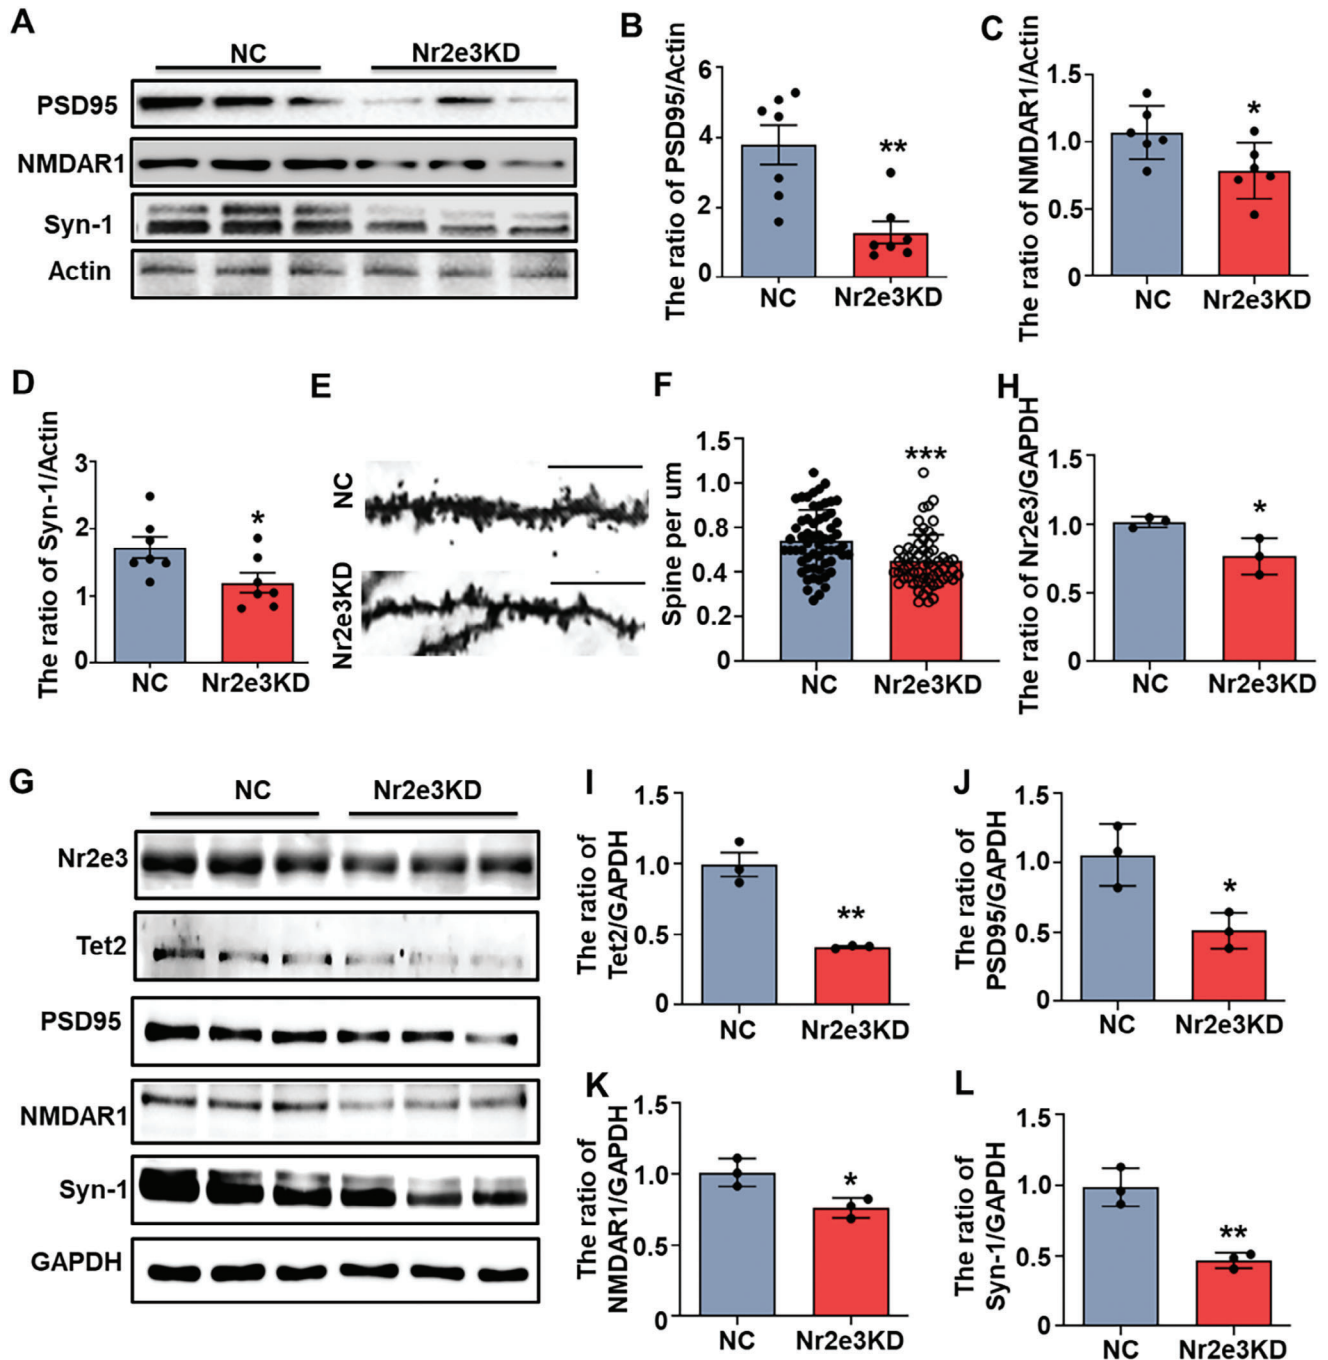 A
NC
Nr2e3KD
PSD95
NMDAR1
Syn-1
Actin
B
The ratio of PSD95/Actin
6
4
2
0
**
NC
Nr2e3KD
C
The ratio of NMDAR1/Actin
1.5
1.0
0.5
0
*
NC
Nr2e3KD
D
The ratio of Syn-1/Actin
3
2
1
0
*
NC
Nr2e3KD
E
NC
Nr2e3KD
F
Spine per um
1.5
1.0
0.8
0.4
0.2
0
***
NC
Nr2e3KD
H
The ratio of Nr2e3/GAPDH
1.5
1.0
0.5
0
*
NC
Nr2e3KD
G
NC
Nr2e3KD
Nr2e3
Tet2
PSD95
NMDAR1
Syn-1
GAPDH
I
The ratio of
Tet2/GAPDH
1.5
1.0
0.5
0
**
NC
Nr2e3KD
J
The ratio of
PSD95/GAPDH
1.5
1.0
0.5
0
*
NC
Nr2e3KD
K
The ratio of
NMDAR1/GAPDH
1.5
1.0
0.5
0
*
NC
Nr2e3KD
L
The ratio of
Syn-1/GAPDH
1.5
1.0
0.5
0
**
NC
Nr2e3KD